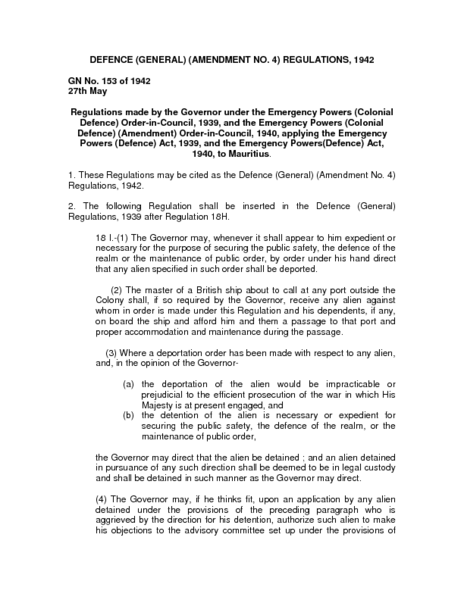 DEFENCE (GENERAL) (AMENDMENT NO. 4) REGULATIONS, 1942
GN No. 153 of 1942
27th May
Regulations made by the Governor under the Emergency Powers (Colonial
Defence) Order-in-Council, 1939, and the Emergency Powers (Colonial
Defence) (Amendment) Order-in-Council, 1940, applying the Emergency
Powers (Defence) Act, 1939, and the Emergency Powers(Defence) Act,
1940, to Mauritius.
1. These Regulations may be cited as the Defence (General) (Amendment No. 4)
Regulations, 1942.
2. The following Regulation shall be inserted in the Defence (General)
Regulations, 1939 after Regulation 18H.
18 I.-(1) The Governor may, whenever it shall appear to him expedient or
necessary for the purpose of securing the public safety, the defence of the
realm or the maintenance of public order, by order under his hand direct
that any alien specified in such order shall be deported.
(2) The master of a British ship about to call at any port outside the
Colony shall, if so required by the Governor, receive any alien against
whom in order is made under this Regulation and his dependents, if any,
on board the ship and afford him and them a passage to that port and
proper accommodation and maintenance during the passage.
(3) Where a deportation order has been made with respect to any alien,
and, in the opinion of the Governor-
(a) the deportation of the alien would be impracticable or
prejudicial to the efficient prosecution of the war in which His
Majesty is at present engaged, and
(b) the detention of the alien is necessary or expedient for
securing the public safety, the defence of the realm, or the
maintenance of public order,
the Governor may direct that the alien be detained ; and an alien detained
in pursuance of any such direction shall be deemed to be in legal custody
and shall be detained in such manner as the Governor may direct.
(4) The Governor may, if he thinks fit, upon an application by any alien
detained under the provisions of the preceding paragraph who is
aggrieved by the direction for his detention, authorize such alien to make
his objections to the advisory committee set up under the provisions of